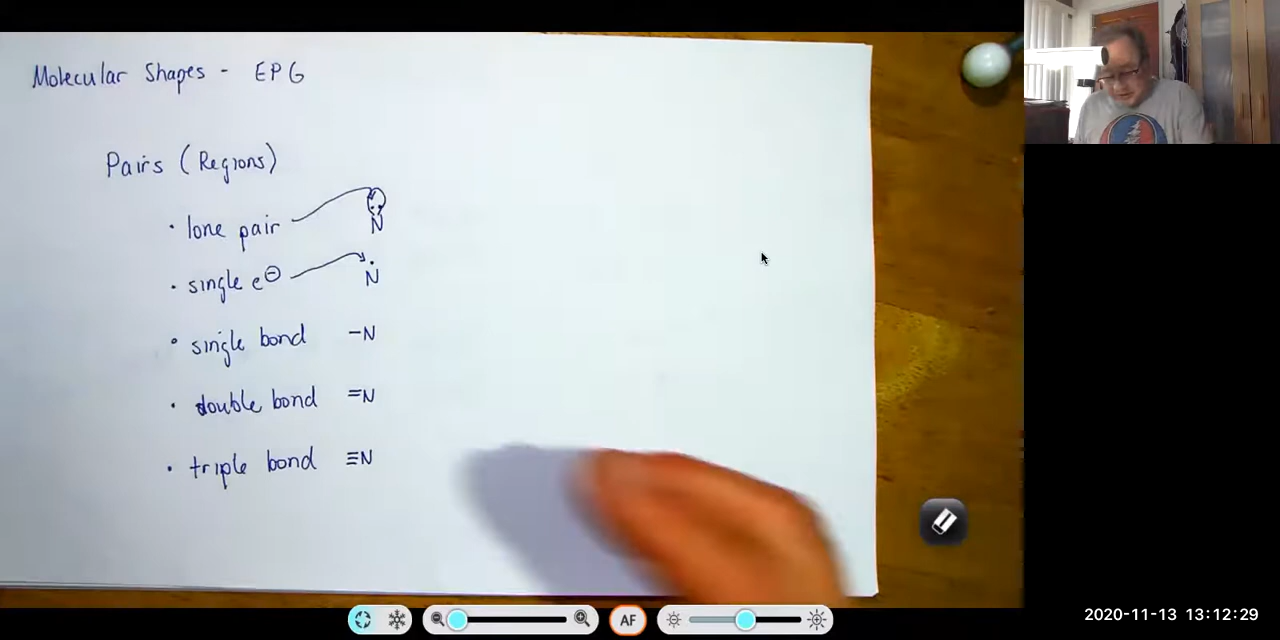 Molecular Shapes - EPG
Pairs (Regions)
• lone pair :N
• single e⊖ ·N
• single bond -N
• double bond =N
• triple bond ≡N
AF
2020-11-13 13:12:29